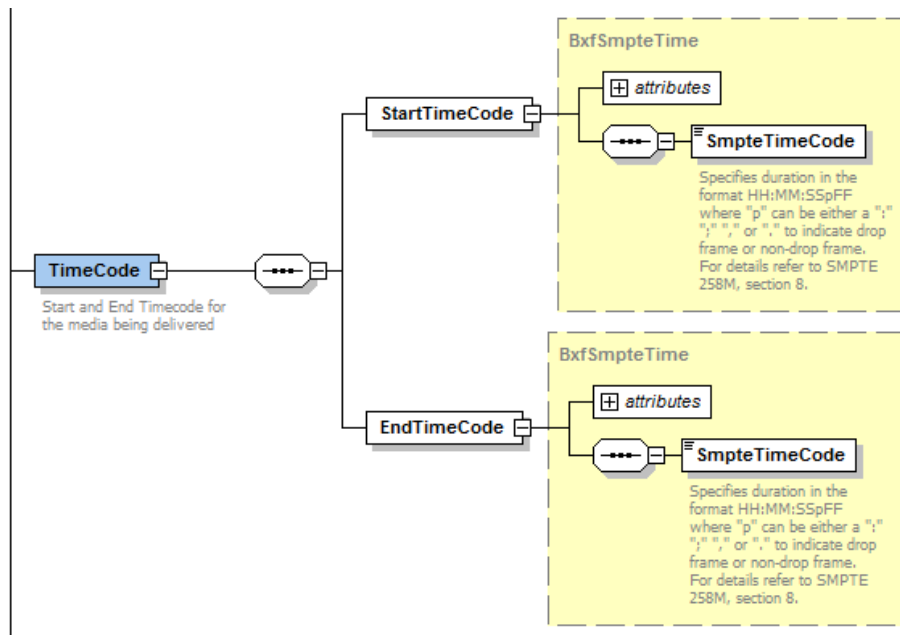 BxfSmpteTime
attributes
StartTimeCode
SmpteTimeCode
Specifies duration in the
format HH:MM:SSpFF
where "p" can be either a ":"
";" "," or "." to indicate drop
frame or non-drop frame.
For details refer to SMPTE
258M, section 8.
TimeCode
Start and End Timecode for
the media being delivered
BxfSmpteTime
attributes
EndTimeCode
SmpteTimeCode
Specifies duration in the
format HH:MM:SSpFF
where "p" can be either a ":"
";" "," or "." to indicate drop
frame or non-drop frame.
For details refer to SMPTE
258M, section 8.